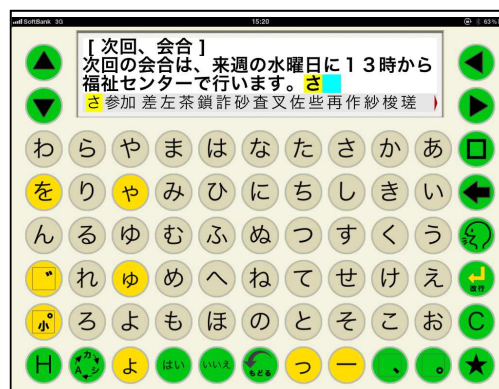 SoftBank 3G 15:20 63%
[ 次回、会合 ]
次回の会合は、来週の水曜日に13時から
福祉センターで行います。さ
さ 参加 差 左 茶 鎖 詐 砂 査 叉 佐 些 再 作 紗 梭 瑳
わ ら や ま は な た さ か あ
を り ゃ み ひ に ち し き い
ん る ゆ む ふ ぬ つ す く う
゛ れ ゅ め へ ね て せ け え 改行
小 ゜ ろ よ も ほ の と そ こ お C
H カ A シ ょ はい いいえ もどる っ ー 、 。 ★